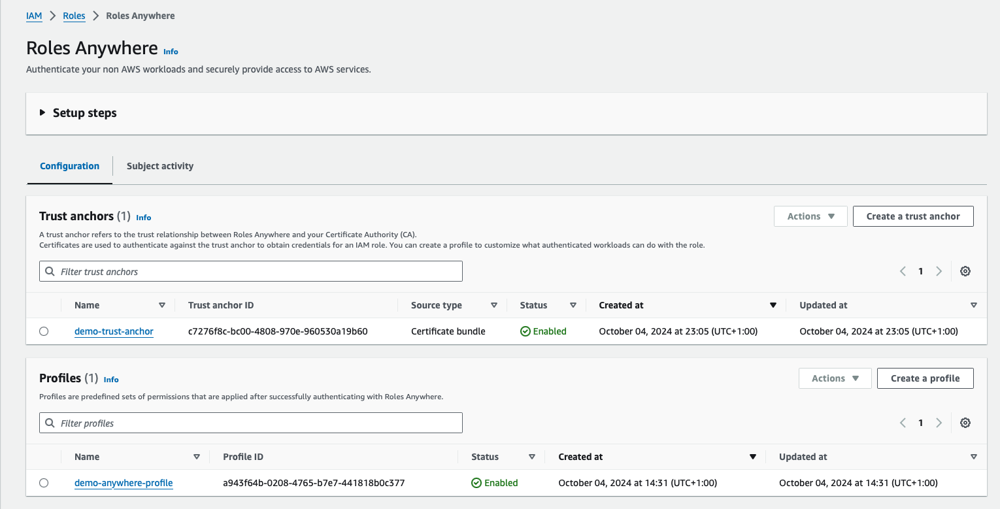 IAM > Roles > Roles Anywhere
Roles Anywhere Info
Authenticate your non AWS workloads and securely provide access to AWS services.
Setup steps
Configuration Subject activity
Trust anchors (1) Info Actions Create a trust anchor
A trust anchor refers to the trust relationship between Roles Anywhere and your Certificate Authority (CA).
Certificates are used to authenticate against the trust anchor to obtain credentials for an IAM role. You can create a profile to customize what authenticated workloads can do with the role.
Filter trust anchors 1
Name Trust anchor ID Source type Status Created at Updated at
demo-trust-anchor c7276f8c-bc00-4808-970e-960530a19b60 Certificate bundle Enabled October 04, 2024 at 23:05 (UTC+1:00) October 04, 2024 at 23:05 (UTC+1:00)
Profiles (1) Info Actions Create a profile
Profiles are predefined sets of permissions that are applied after successfully authenticating with Roles Anywhere.
Filter profiles 1
Name Profile ID Status Created at Updated at
demo-anywhere-profile a943f64b-0208-4765-b7e7-441818b0c377 Enabled October 04, 2024 at 14:31 (UTC+1:00) October 04, 2024 at 14:31 (UTC+1:00)